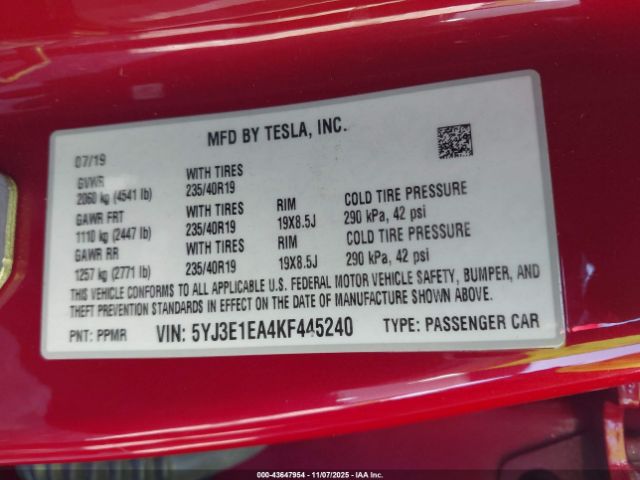 MFD BY TESLA, INC.
07/19
GVWR WITH TIRES
2060 kg (4541 lb) 235/40R19
GAWR FRT WITH TIRES RIM COLD TIRE PRESSURE
1110 kg (2447 lb) 235/40R19 19X8.5J 290 kPa, 42 psi
GAWR RR WITH TIRES RIM COLD TIRE PRESSURE
1257 kg (2771 lb) 235/40R19 19X8.5J 290 kPa, 42 psi
THIS VEHICLE CONFORMS TO ALL APPLICABLE U.S. FEDERAL MOTOR VEHICLE SAFETY, BUMPER, AND
THEFT PREVENTION STANDARDS IN EFFECT ON THE DATE OF MANUFACTURE SHOWN ABOVE.
PNT: PPMR VIN: 5YJ3E1EA4KF445240 TYPE: PASSENGER CAR
000-43647954 - 11/07/2025 - IAA Inc.